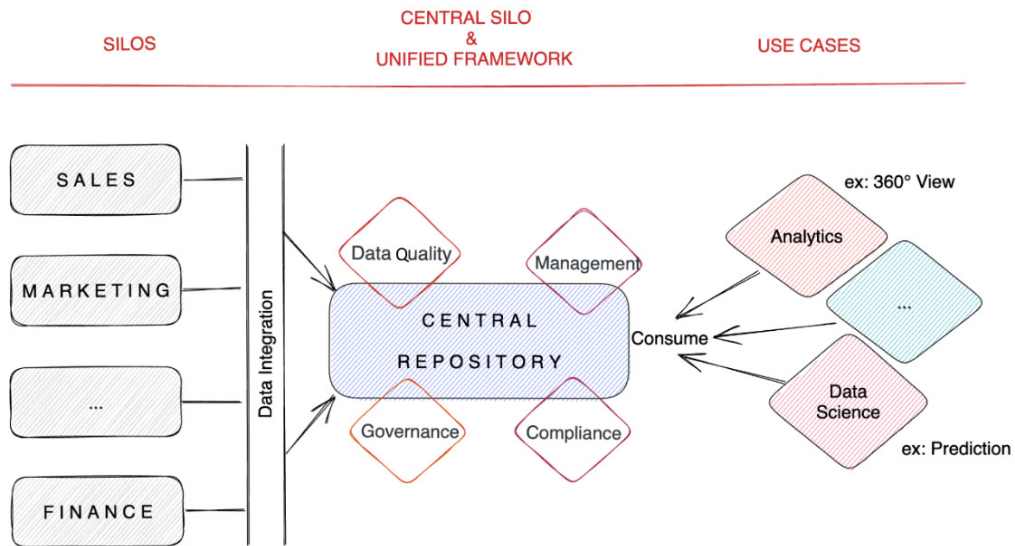 SILOS
CENTRAL SILO
&
UNIFIED FRAMEWORK
USE CASES
SALES
MARKETING
...
FINANCE
Data Integration
Data Quality
Management
CENTRAL
REPOSITORY
Governance
Compliance
Consume
ex: 360° View
Analytics
...
Data
Science
ex: Prediction